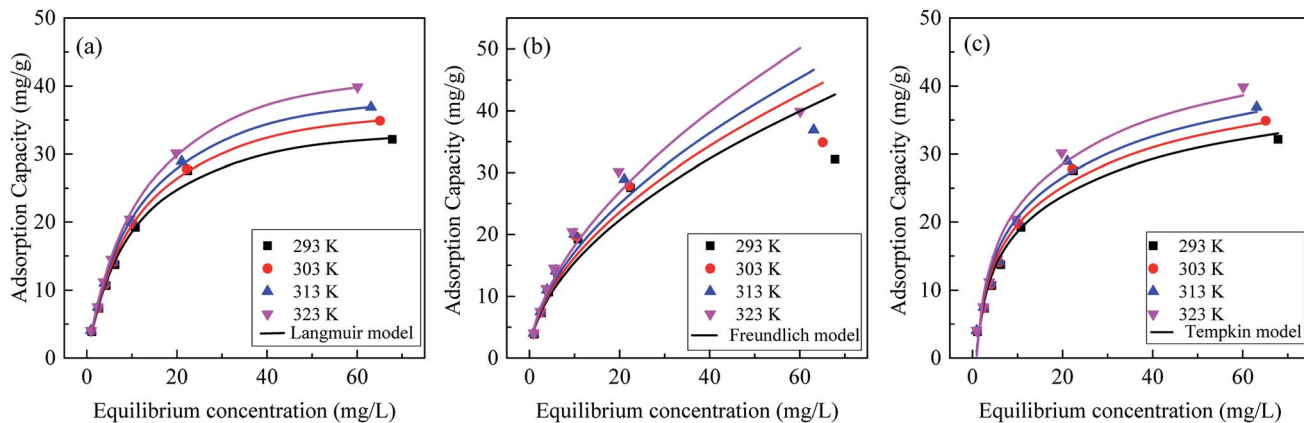 (a)
Adsorption Capacity (mg/g)
50
40
30
20
10
0
293 K
303 K
313 K
323 K
Langmuir model
0
20
40
60
Equilibrium concentration (mg/L)
(b)
Adsorption Capacity (mg/g)
50
40
30
20
10
0
293 K
303 K
313 K
323 K
Freundlich model
0
20
40
60
Equilibrium concentration (mg/L)
(c)
Adsorption Capacity (mg/g)
50
40
30
20
10
0
293 K
303 K
313 K
323 K
Tempkin model
0
20
40
60
Equilibrium concentration (mg/L)